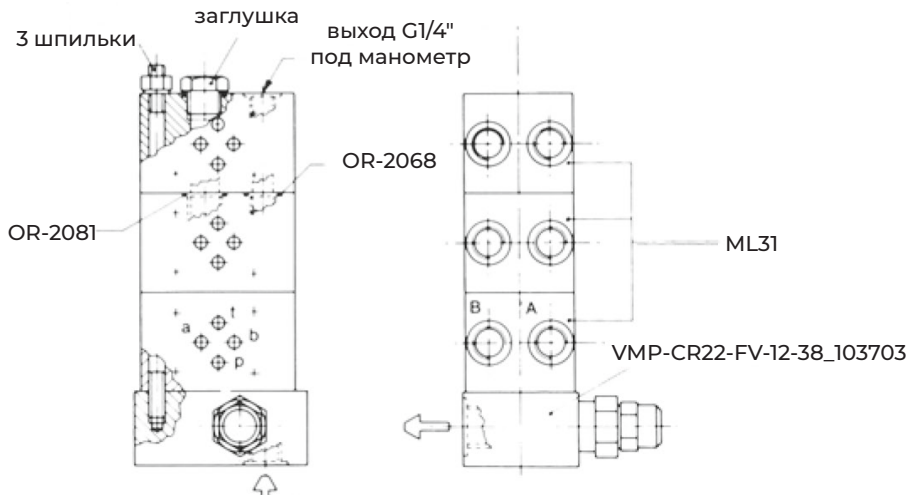 заглушка
3 шпильки
выход G1/4"
под манометр
OR-2068
OR-2081
ML31
B A
t
a b
p
VMP-CR22-FV-12-38_103703